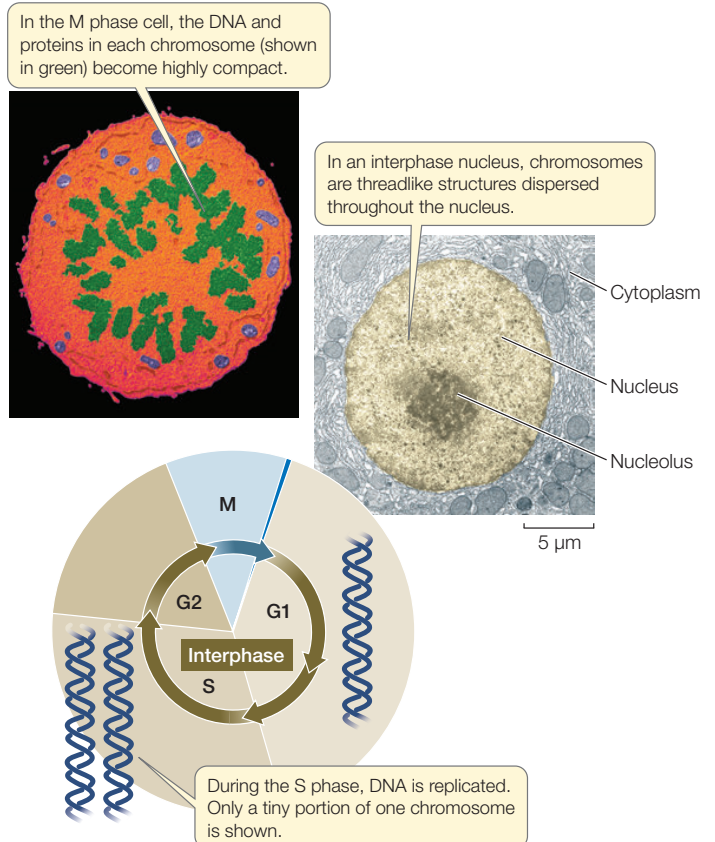 In the M phase cell, the DNA and
proteins in each chromosome (shown
in green) become highly compact.
In an interphase nucleus, chromosomes
are threadlike structures dispersed
throughout the nucleus.
Cytoplasm
Nucleus
Nucleolus
5 μm
M
G2
G1
Interphase
S
During the S phase, DNA is replicated.
Only a tiny portion of one chromosome
is shown.